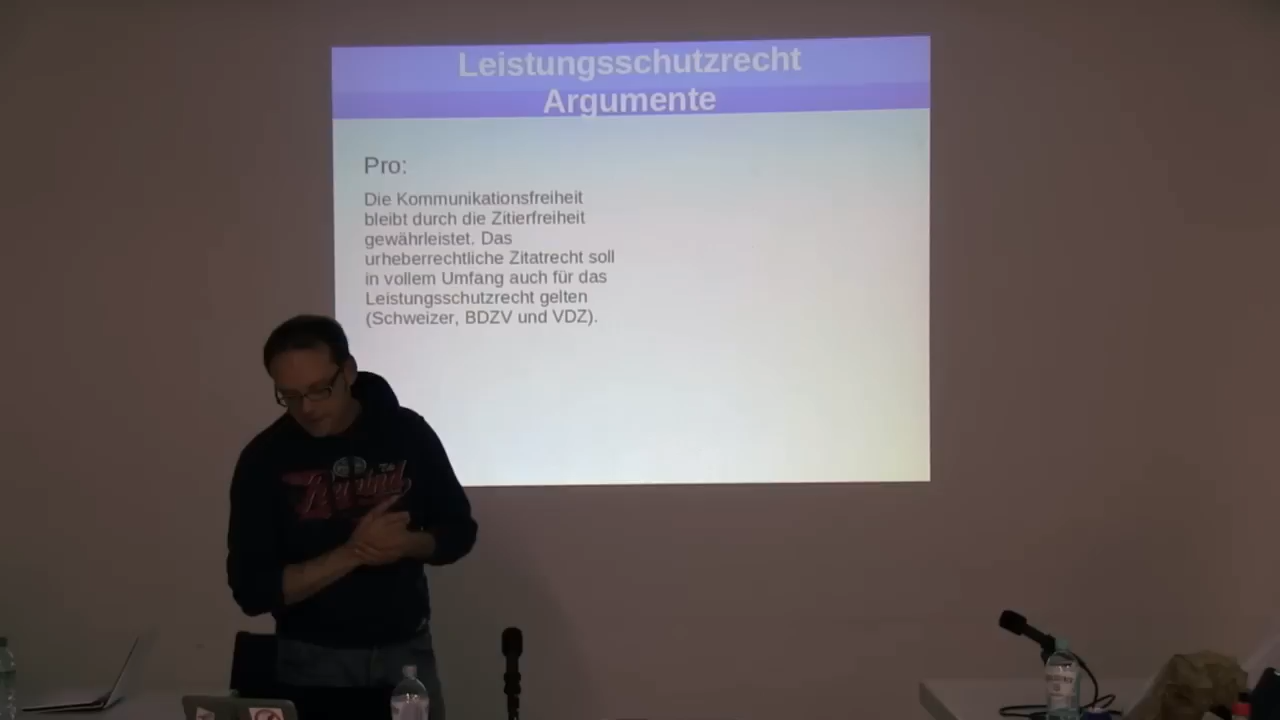 Leistungsschutzrecht
Argumente
Pro:
Die Kommunikationsfreiheit
bleibt durch die Zitierfreiheit
gewährleistet. Das
urheberrechtliche Zitatrecht soll
in vollem Umfang auch für das
Leistungsschutzrecht gelten
(Schweizer, BDZV und VDZ).